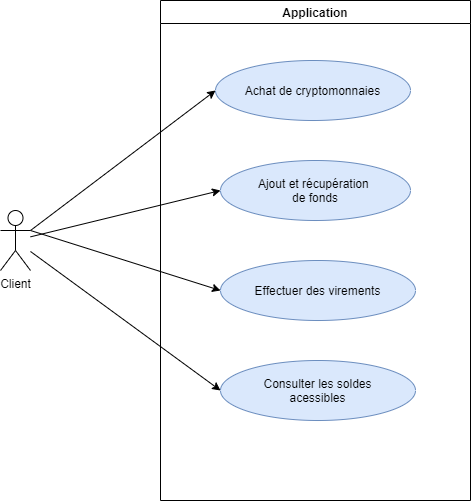 Application
Achat de cryptomonnaies
Ajout et récupération
de fonds
Client
Effectuer des virements
Consulter les soldes
acessibles